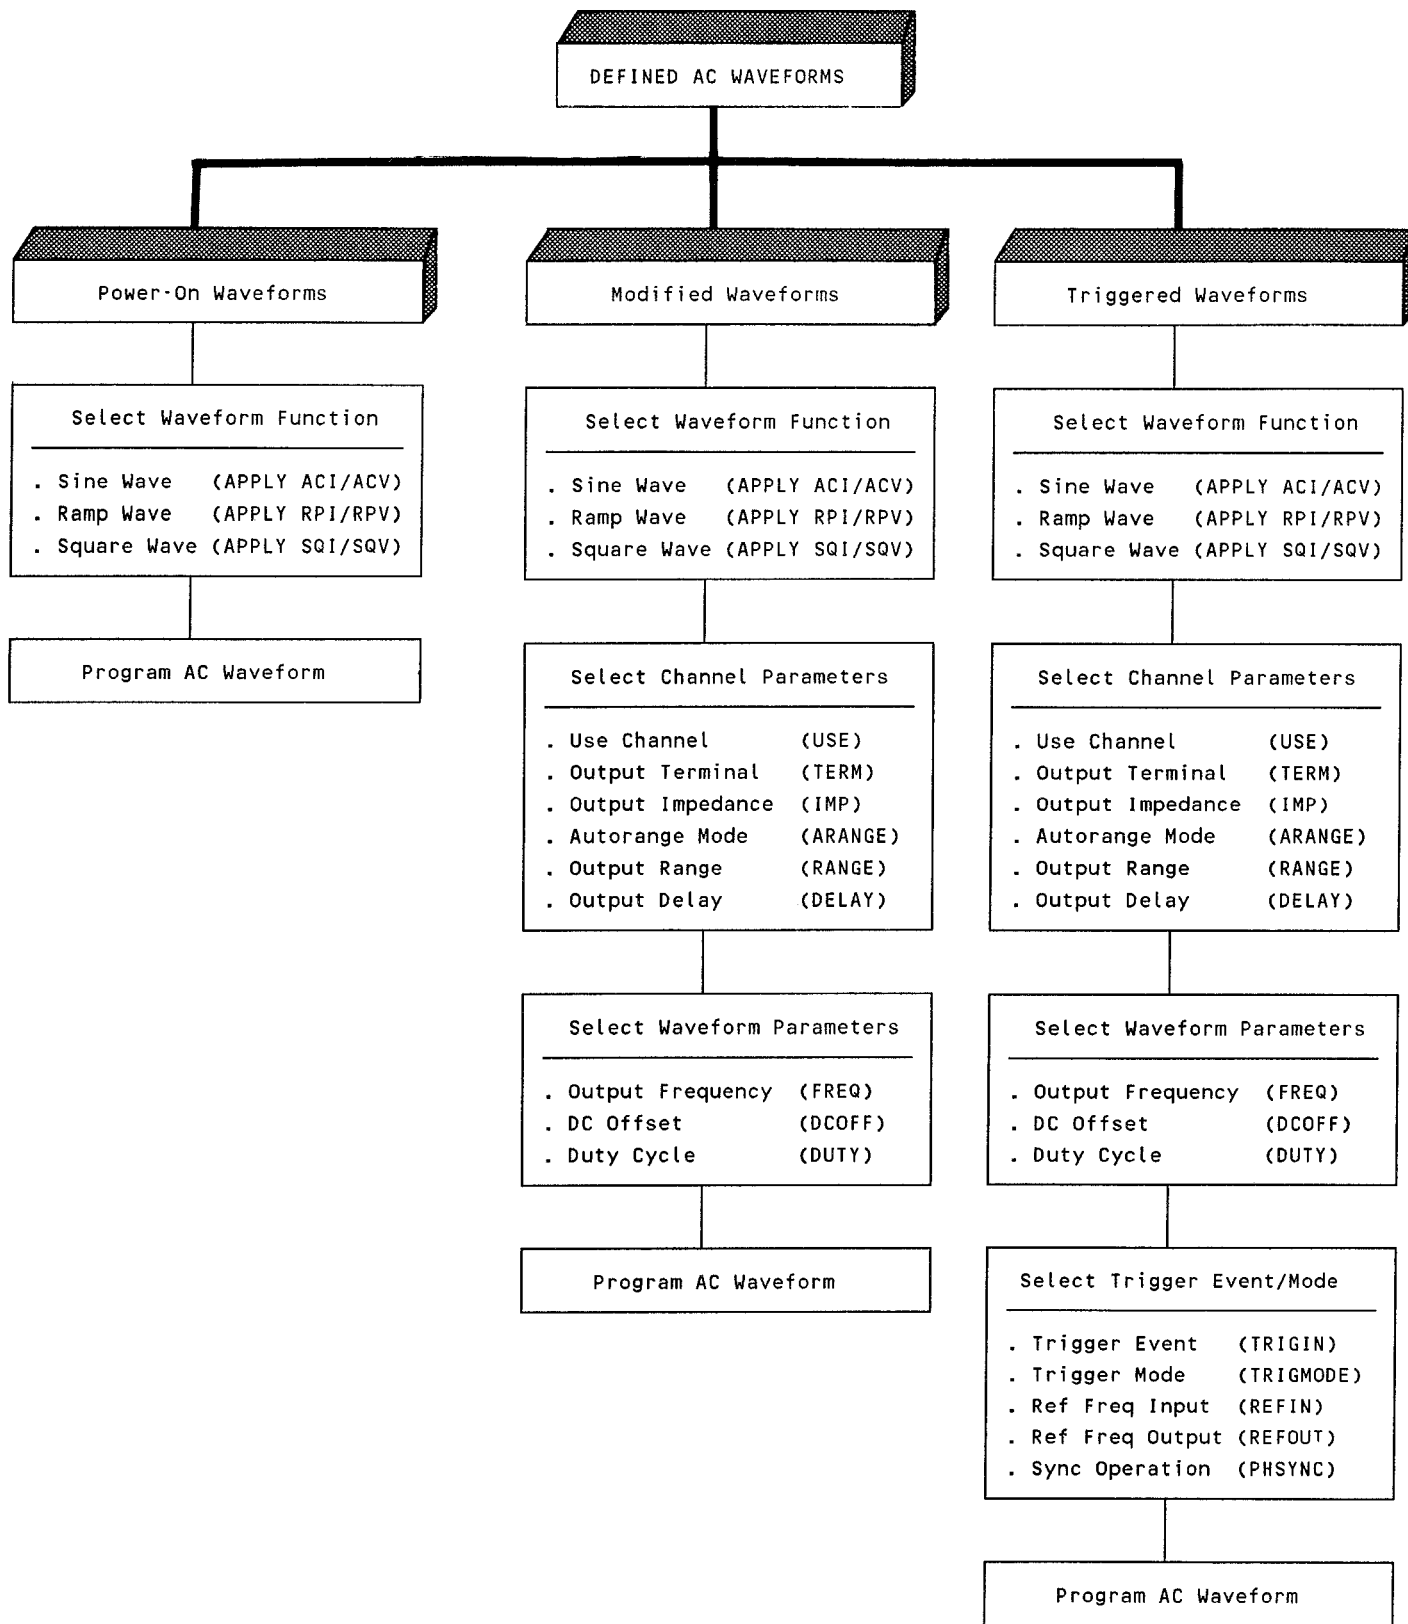 DEFINED AC WAVEFORMS
Power-On Waveforms
Select Waveform Function
. Sine Wave (APPLY ACI/ACV)
. Ramp Wave (APPLY RPI/RPV)
. Square Wave (APPLY SQI/SQV)
Program AC Waveform
Modified Waveforms
Select Waveform Function
. Sine Wave (APPLY ACI/ACV)
. Ramp Wave (APPLY RPI/RPV)
. Square Wave (APPLY SQI/SQV)
Select Channel Parameters
. Use Channel (USE)
. Output Terminal (TERM)
. Output Impedance (IMP)
. Autorange Mode (ARANGE)
. Output Range (RANGE)
. Output Delay (DELAY)
Select Waveform Parameters
. Output Frequency (FREQ)
. DC Offset (DCOFF)
. Duty Cycle (DUTY)
Program AC Waveform
Triggered Waveforms
Select Waveform Function
. Sine Wave (APPLY ACI/ACV)
. Ramp Wave (APPLY RPI/RPV)
. Square Wave (APPLY SQI/SQV)
Select Channel Parameters
. Use Channel (USE)
. Output Terminal (TERM)
. Output Impedance (IMP)
. Autorange Mode (ARANGE)
. Output Range (RANGE)
. Output Delay (DELAY)
Select Waveform Parameters
. Output Frequency (FREQ)
. DC Offset (DCOFF)
. Duty Cycle (DUTY)
Select Trigger Event/Mode
. Trigger Event (TRIGIN)
. Trigger Mode (TRIGMODE)
. Ref Freq Input (REFIN)
. Ref Freq Output (REFOUT)
. Sync Operation (PHSYNC)
Program AC Waveform